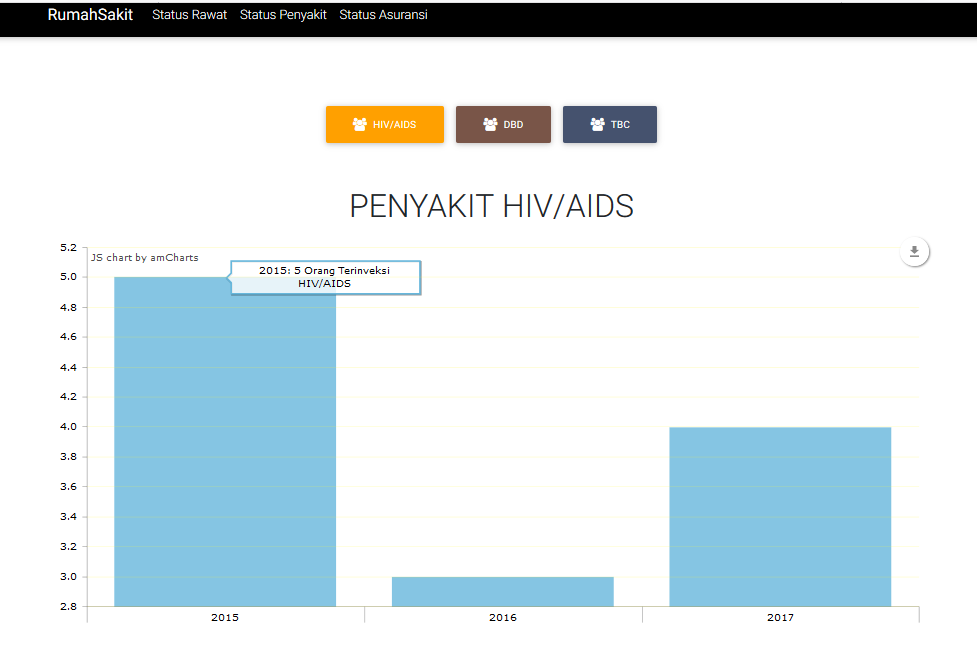 RumahSakit Status Rawat Status Penyakit Status Asuransi
HIV/AIDS DBD TBC
PENYAKIT HIV/AIDS
5.2
JS chart by amCharts
2015: 5 Orang Terinveksi
HIV/AIDS
5.0
4.8
4.6
4.4
4.2
4.0
3.8
3.6
3.4
3.2
3.0
2.8
2015 2016 2017